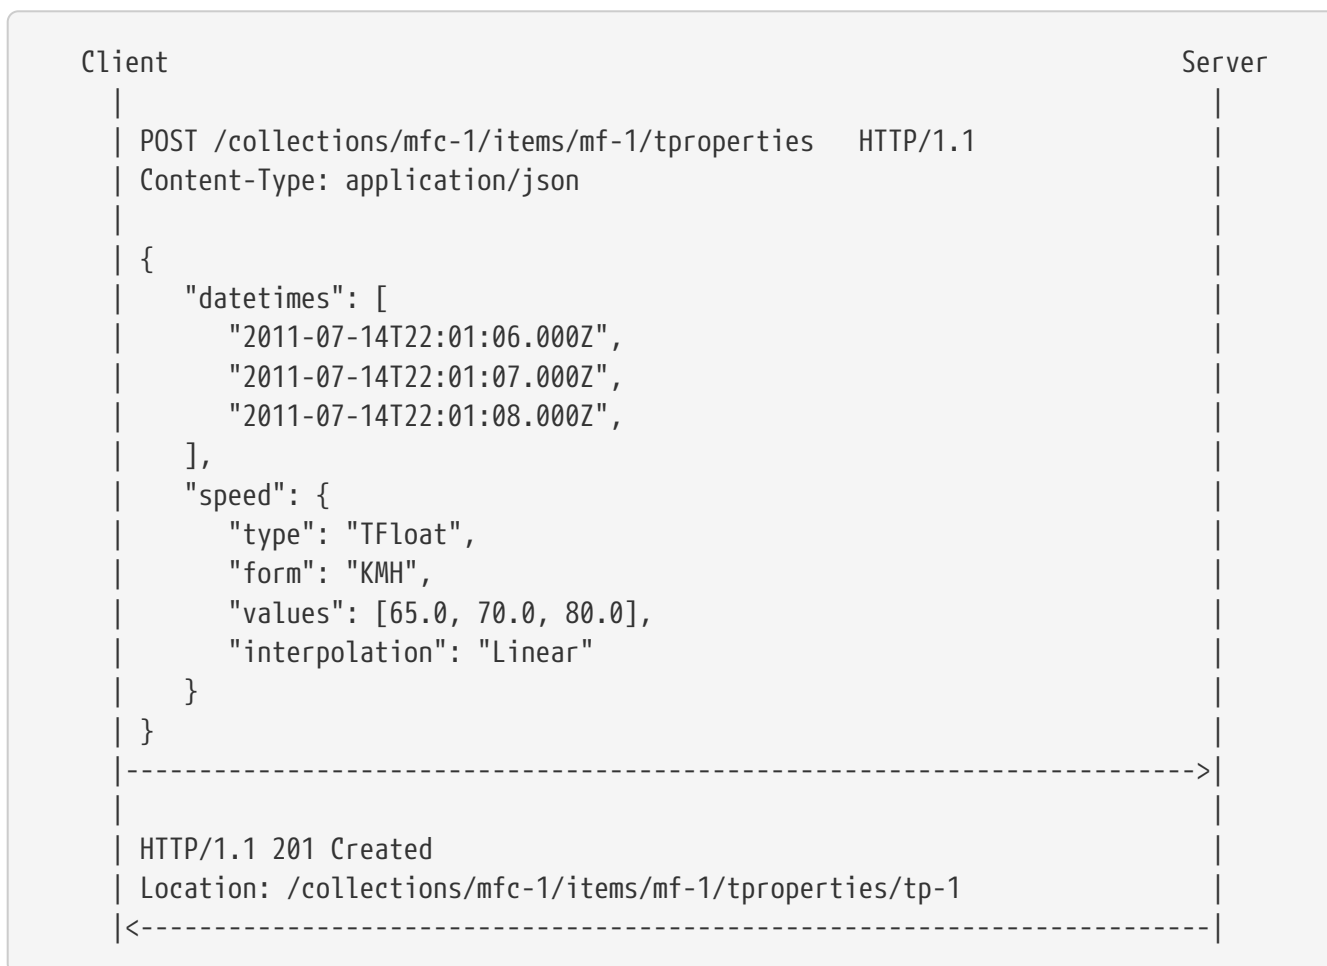 Client                                                                     Server
  |                                                                          |
  | POST /collections/mfc-1/items/mf-1/tproperties   HTTP/1.1                |
  | Content-Type: application/json                                           |
  |                                                                          |
  | {                                                                        |
  |    "datetimes": [                                                        |
  |       "2011-07-14T22:01:06.000Z",                                        |
  |       "2011-07-14T22:01:07.000Z",                                        |
  |       "2011-07-14T22:01:08.000Z",                                        |
  |    ],                                                                    |
  |    "speed": {                                                            |
  |       "type": "TFloat",                                                  |
  |       "form": "KMH",                                                     |
  |       "values": [65.0, 70.0, 80.0],                                      |
  |       "interpolation": "Linear"                                          |
  |    }                                                                     |
  | }                                                                        |
  |------------------------------------------------------------------------->|
  |                                                                          |
  | HTTP/1.1 201 Created                                                     |
  | Location: /collections/mfc-1/items/mf-1/tproperties/tp-1                 |
  |<-------------------------------------------------------------------------|